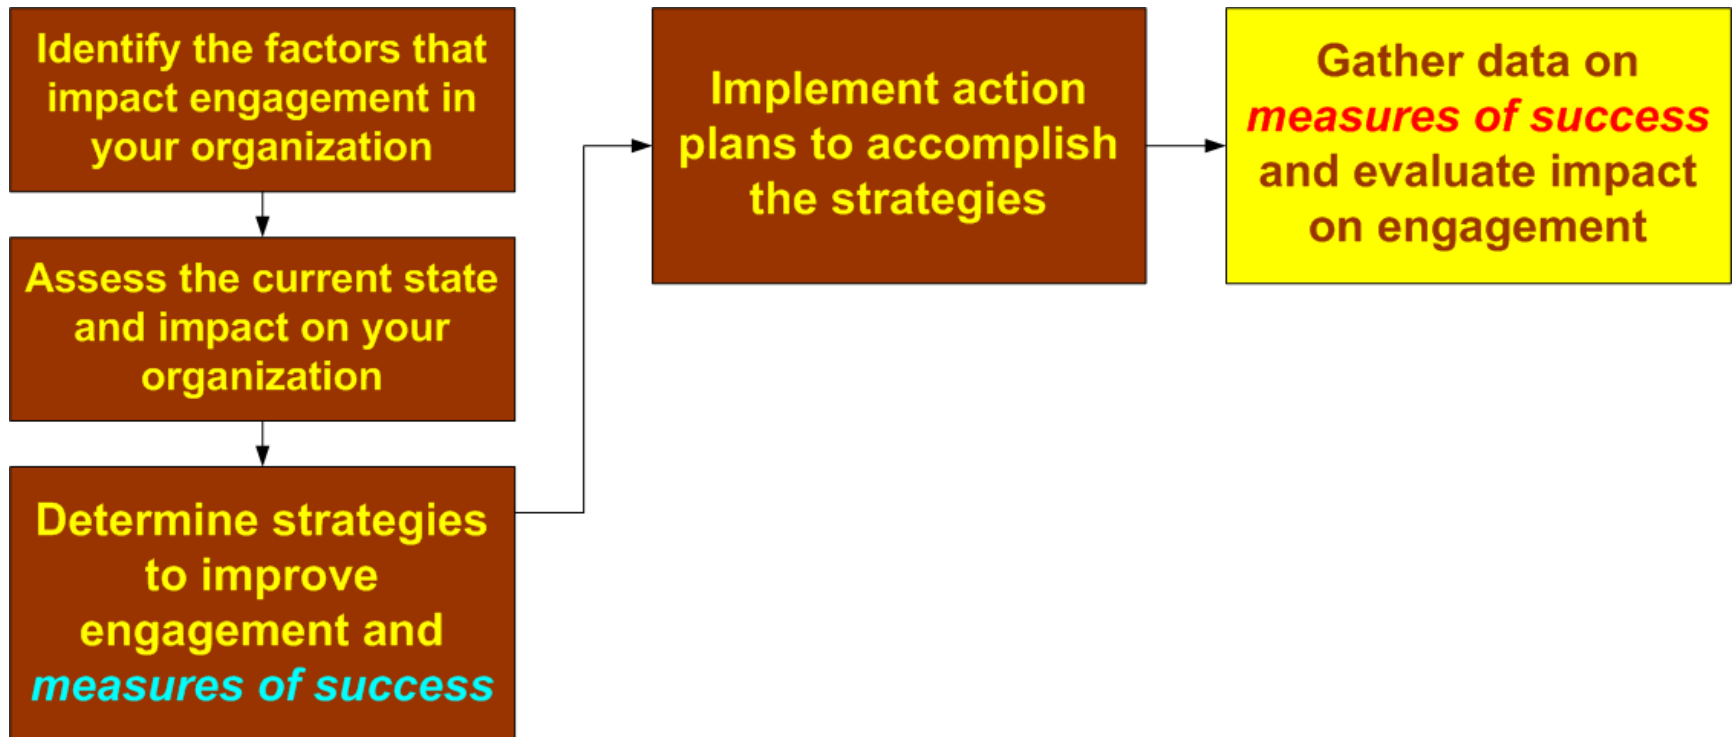 Identify the factors that
impact engagement in
your organization
Assess the current state
and impact on your
organization
Determine strategies
to improve
engagement and
measures of success
Implement action
plans to accomplish
the strategies
Gather data on
measures of success
and evaluate impact
on engagement